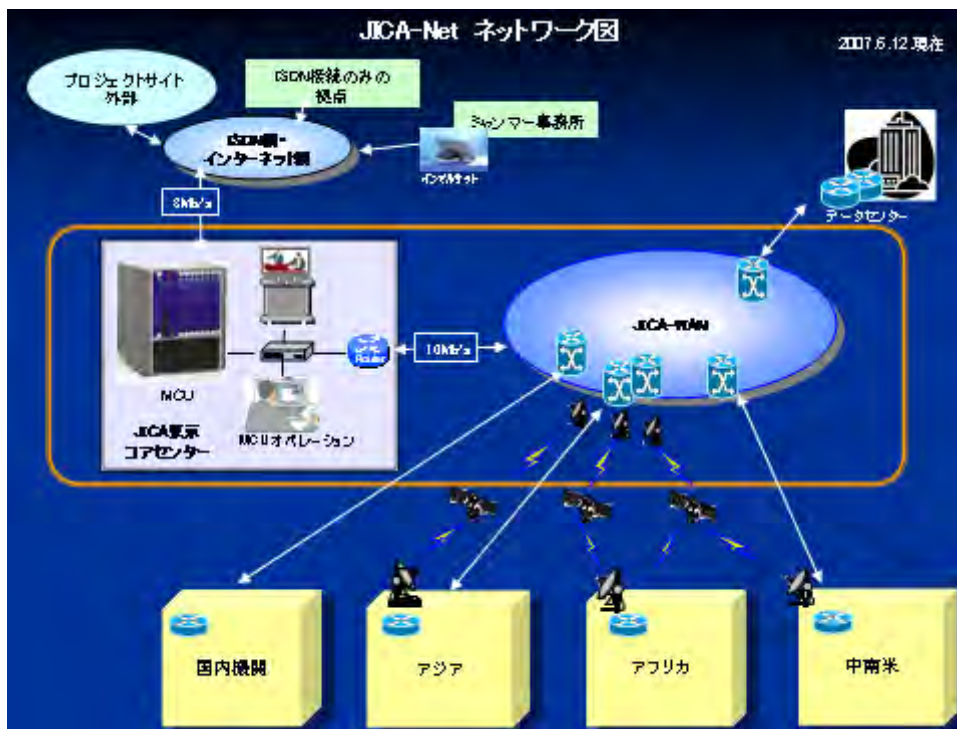 JICA-Net ネットワーク図
2007.6.12.現在
プロジェクトサイト
外部
ISDN接続のみの
拠点
ミャンマー事務所
ISDN網・
インターネット網
インマルサット
8Mb/s
データセンター
JICA-WAN
Router
10Mb/s
MCU
MCUオペレーション
JICA東京
コアセンター
国内機関
アジア
アフリカ
中南米